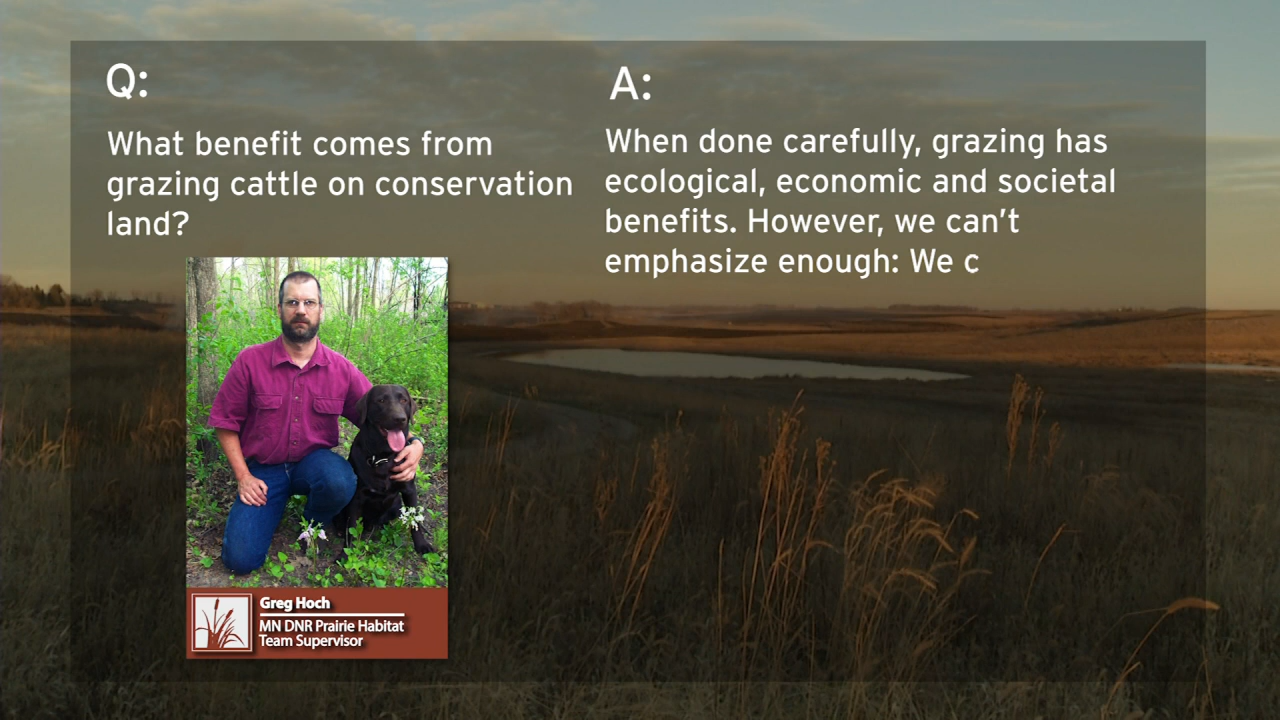 Q:
What benefit comes from
grazing cattle on conservation
land?
Greg Hoch
MN DNR Prairie Habitat
Team Supervisor
A:
When done carefully, grazing has
ecological, economic and societal
benefits. However, we can't
emphasize enough: We c